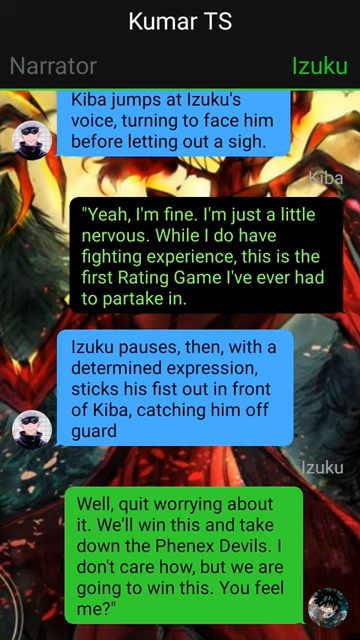 Kumar TS
Narrator
Izuku
Kiba jumps at Izuku's
voice, turning to face him
before letting out a sigh.
Kiba
"Yeah, I'm fine. I'm just a little
nervous. While I do have
fighting experience, this is the
first Rating Game I've ever had
to partake in.
Izuku pauses, then, with a
determined expression,
sticks his fist out in front
of Kiba, catching him off
guard
Izuku
Well, quit worrying about
it. We'll win this and take
down the Phenex Devils. I
don't care how, but we are
going to win this. You feel
me?"